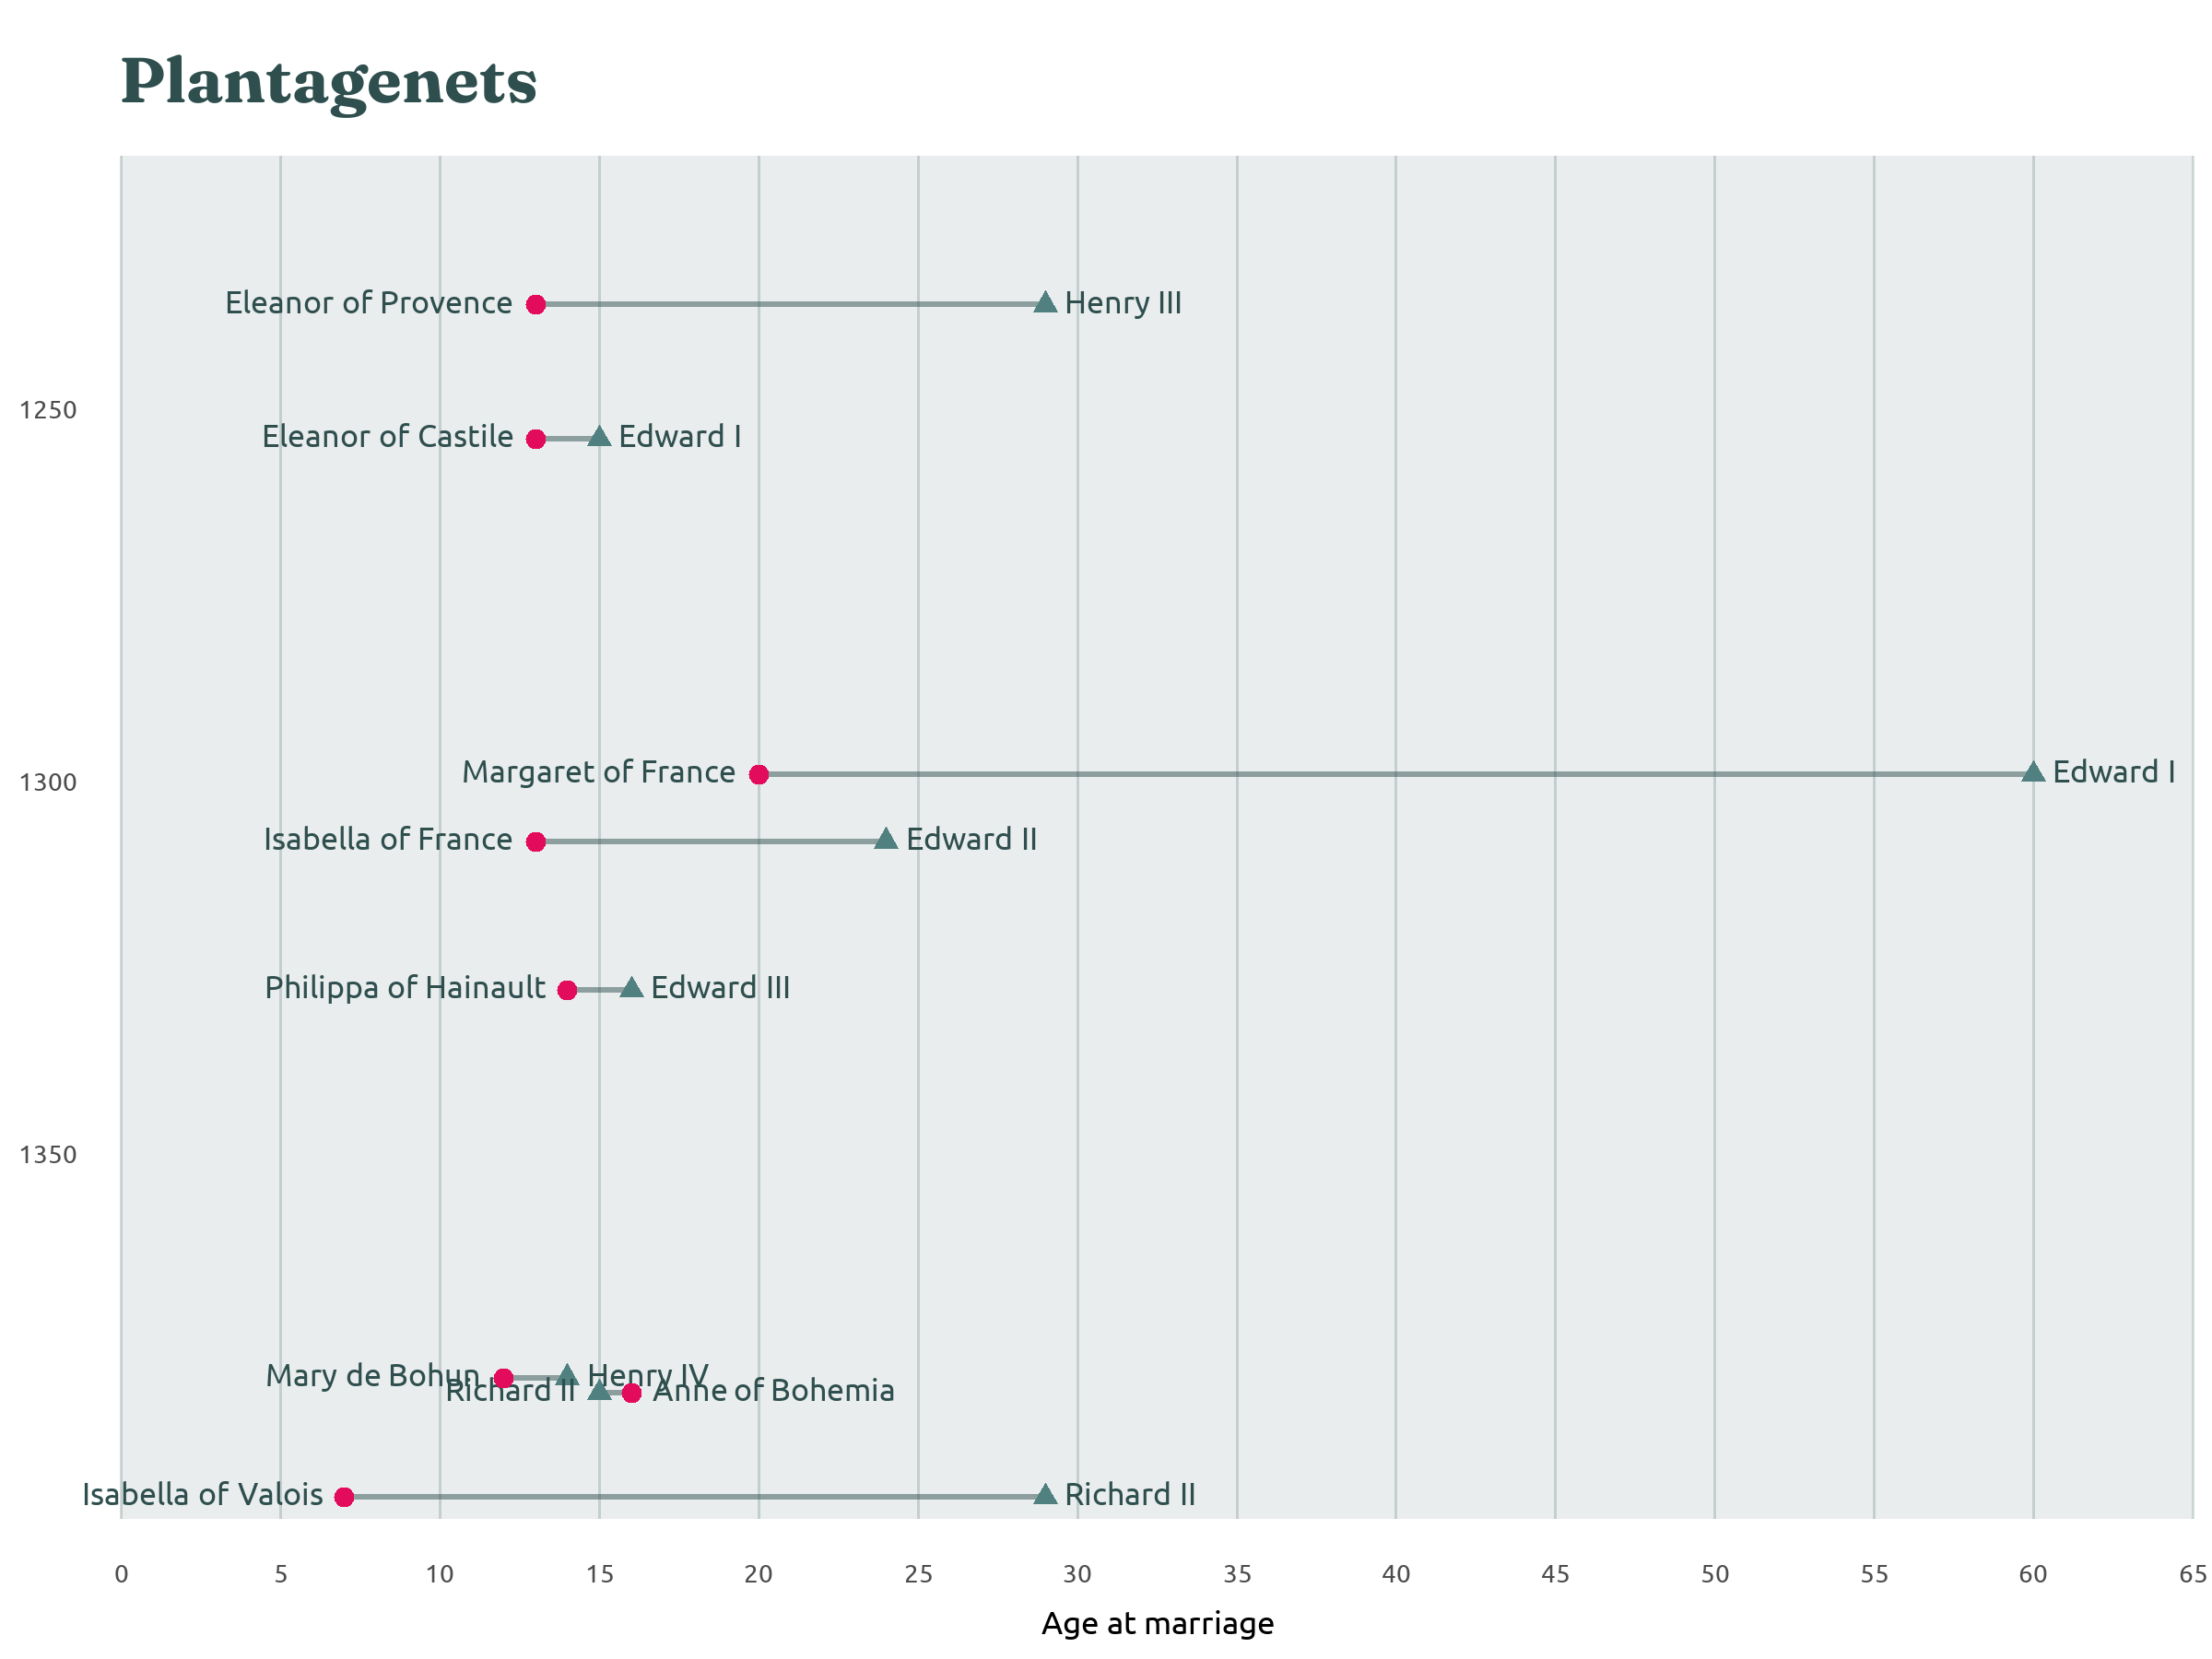 Plantagenets
Eleanor of Provence Henry III
1250
Eleanor of Castile Edward I
Margaret of France Edward I
1300
Isabella of France Edward II
Philippa of Hainault Edward III
1350
Mary de Bohun Henry IV
Richard II Anne of Bohemia
Isabella of Valois Richard II
0 5 10 15 20 25 30 35 40 45 50 55 60 65
Age at marriage